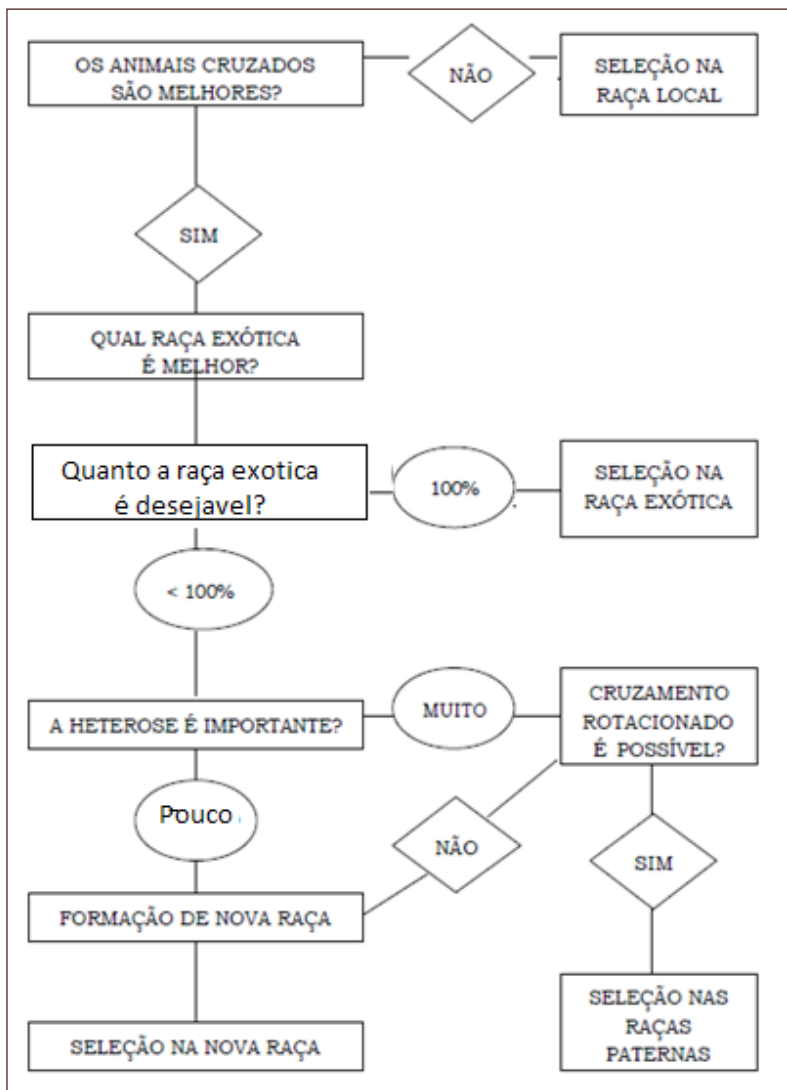 OS ANIMAIS CRUZADOS
SÃO MELHORES?
NÃO
SELEÇÃO NA
RAÇA LOCAL
SIM
QUAL RAÇA EXÓTICA
É MELHOR?
Quanto a raça exotica
é desejavel?
100%
SELEÇÃO NA
RAÇA EXÓTICA
< 100%
A HETEROSE É IMPORTANTE?
MUITO
CRUZAMENTO
ROTACIONADO
É POSSÍVEL?
Pouco
NÃO
SIM
FORMAÇÃO DE NOVA RAÇA
SELEÇÃO NA NOVA RAÇA
SELEÇÃO NAS
RAÇAS
PATERNAS